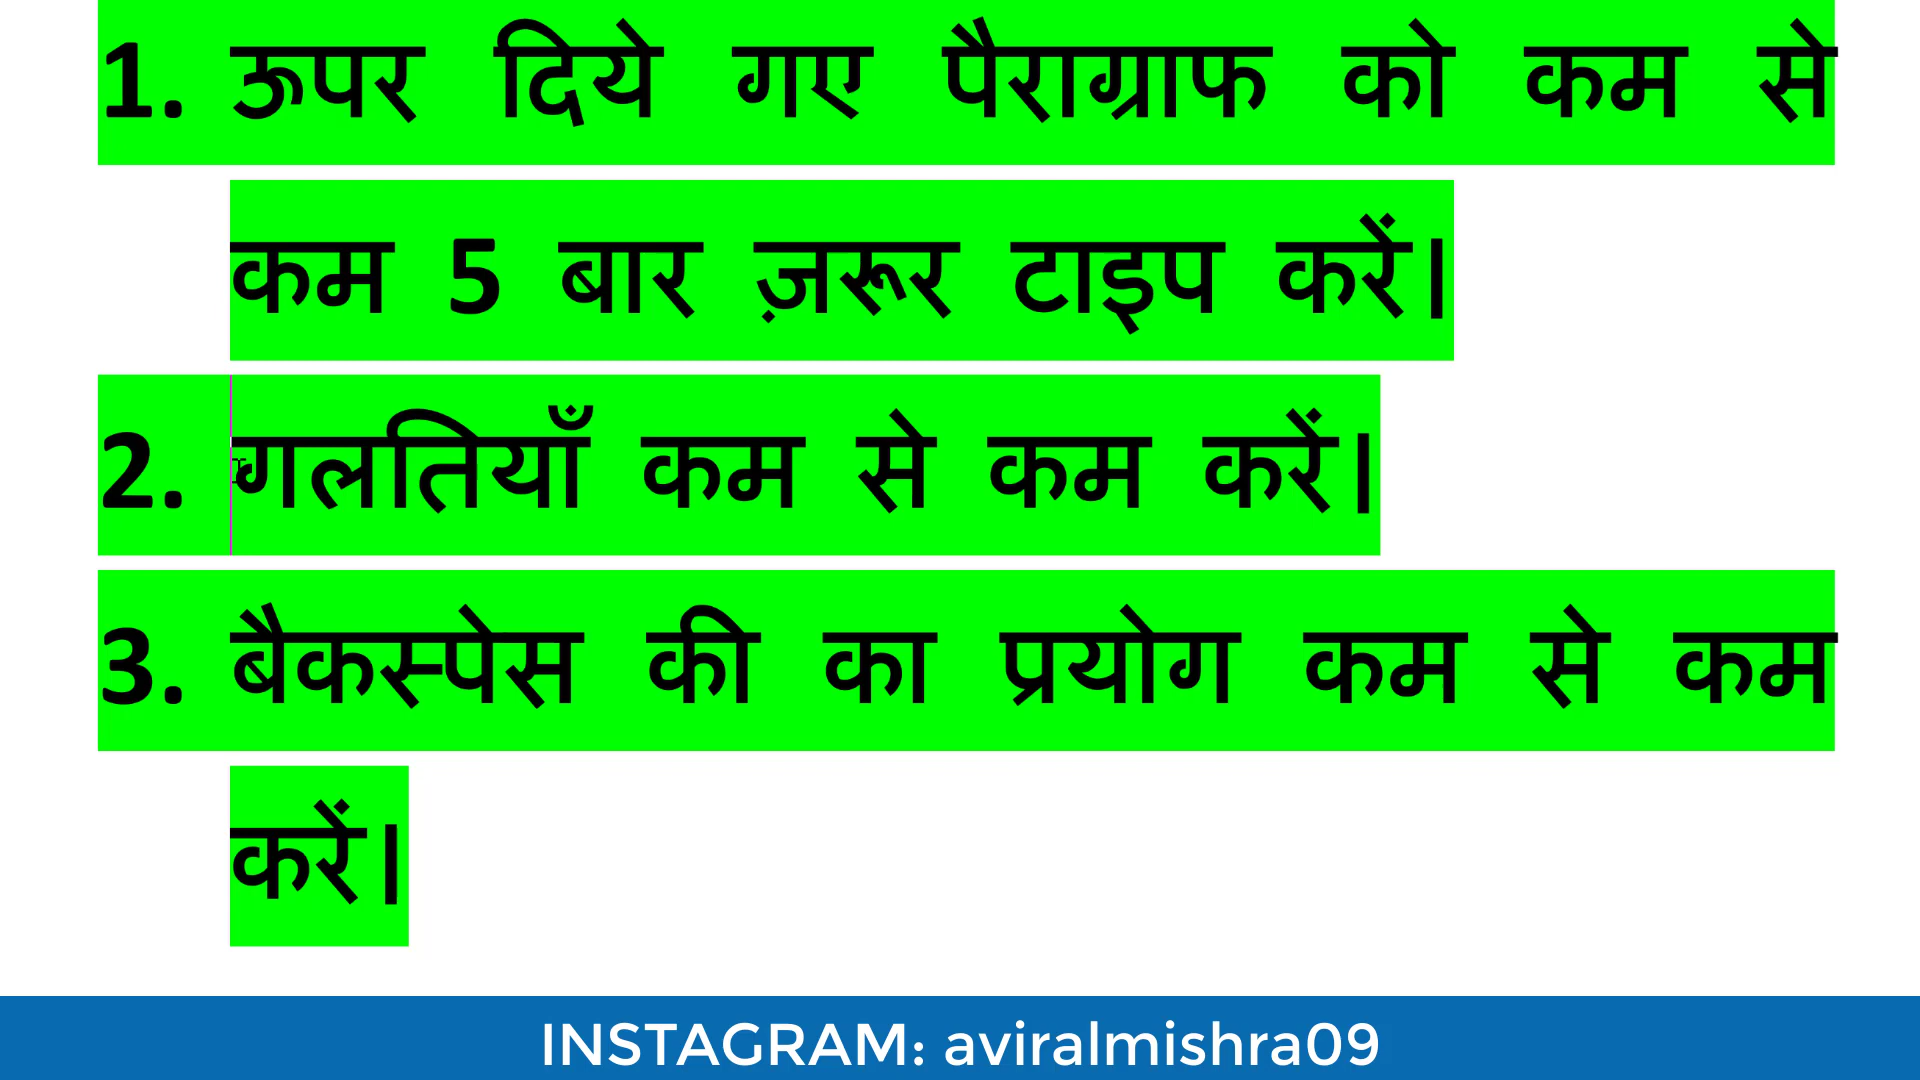 1. ऊपर दिये गए पैराग्राफ को कम से
कम 5 बार ज़रूर टाइप करें।
2. गलतियाँ कम से कम करें।
3. बैकस्पेस की का प्रयोग कम से कम
करें।
INSTAGRAM: aviralmishra09